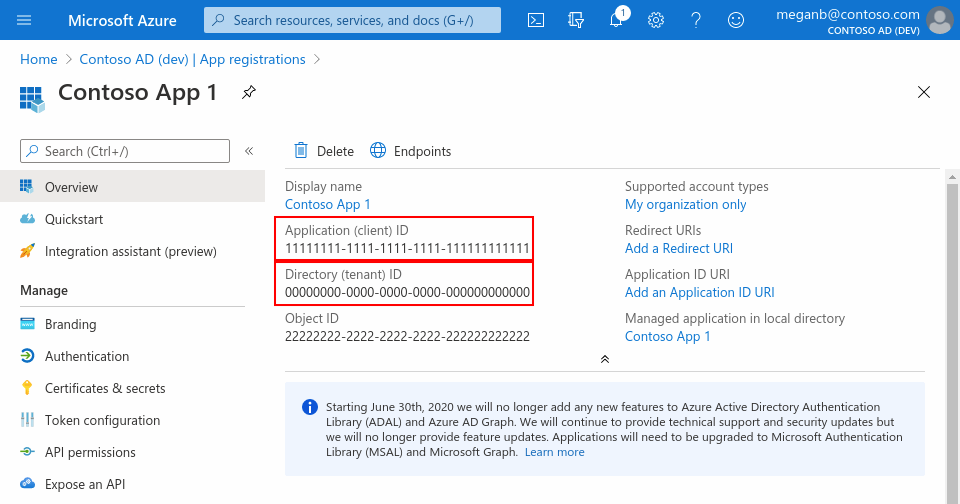 Microsoft Azure
Search resources, services, and docs (G+/)
1
?
meganb@contoso.com
CONTOSO AD (DEV)
Home > Contoso AD (dev) | App registrations >
Contoso App 1
Search (Ctrl+/)
«
Overview
Quickstart
Integration assistant (preview)
Manage
Branding
Authentication
Certificates & secrets
Token configuration
API permissions
Expose an API
Delete
Endpoints
Display name
Contoso App 1
Application (client) ID
11111111-1111-1111-1111-111111111111
Directory (tenant) ID
00000000-0000-0000-0000-000000000000
Object ID
22222222-2222-2222-2222-222222222222
Supported account types
My organization only
Redirect URIs
Add a Redirect URI
Application ID URI
Add an Application ID URI
Managed application in local directory
Contoso App 1
Starting June 30th, 2020 we will no longer add any new features to Azure Active Directory Authentication
Library (ADAL) and Azure AD Graph. We will continue to provide technical support and security updates but
we will no longer provide feature updates. Applications will need to be upgraded to Microsoft Authentication
Library (MSAL) and Microsoft Graph. Learn more